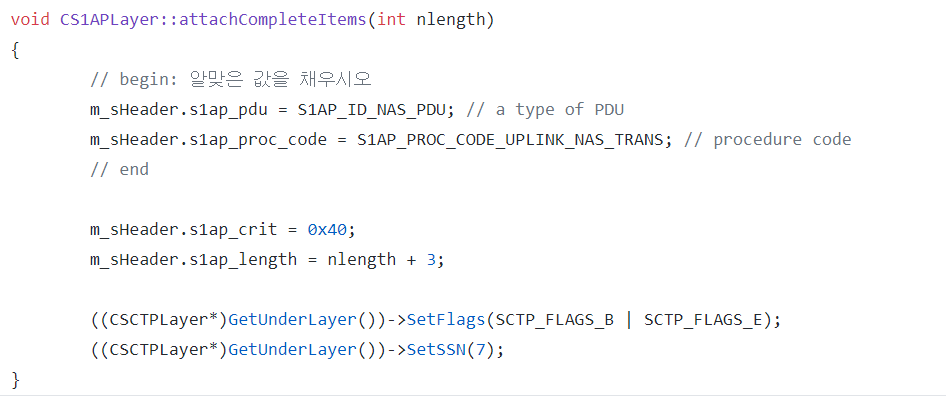 void CS1APLayer::attachCompleteItems(int nlength)
{
// begin: 알맞은 값을 채우시오
m_sHeader.s1ap_pdu = S1AP_ID_NAS_PDU; // a type of PDU
m_sHeader.s1ap_proc_code = S1AP_PROC_CODE_UPLINK_NAS_TRANS; // procedure code
// end
m_sHeader.s1ap_crit = 0x40;
m_sHeader.s1ap_length = nlength + 3;
((CSCTPLayer*)GetUnderLayer())->SetFlags(SCTP_FLAGS_B | SCTP_FLAGS_E);
((CSCTPLayer*)GetUnderLayer())->SetSSN(7);
}